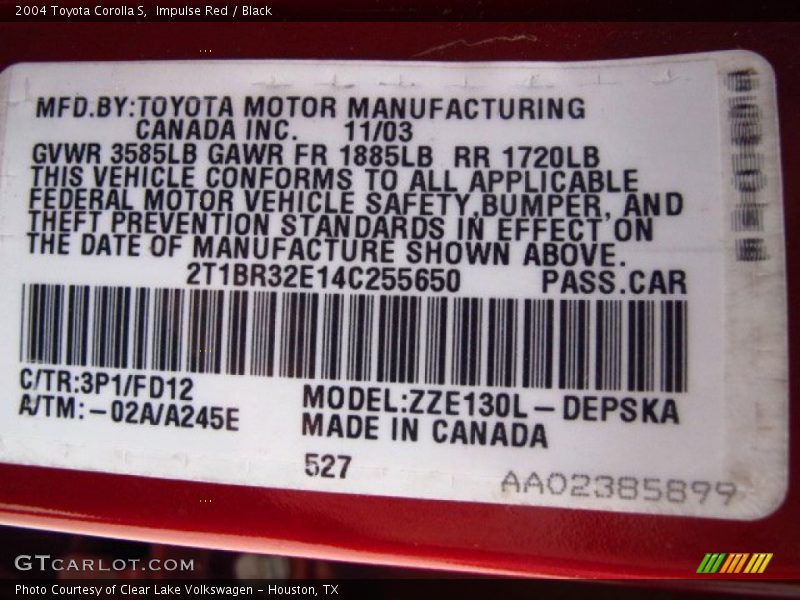 2004 Toyota Corolla S,  Impulse Red / Black
MFD.BY:TOYOTA MOTOR MANUFACTURING
CANADA INC. 11/03
GVWR 3585LB GAWR FR 1885LB RR 1720LB
THIS VEHICLE CONFORMS TO ALL APPLICABLE
FEDERAL MOTOR VEHICLE SAFETY,BUMPER, AND
THEFT PREVENTION STANDARDS IN EFFECT ON
THE DATE OF MANUFACTURE SHOWN ABOVE.
2T1BR32E14C255650 PASS.CAR
C/TR:3P1/FD12
A/TM:-02A/A245E
MODEL:ZZE130L-DEPSKA
MADE IN CANADA
527
AA02385899
GTCARLOT.COM
Photo Courtesy of Clear Lake Volkswagen - Houston, TX